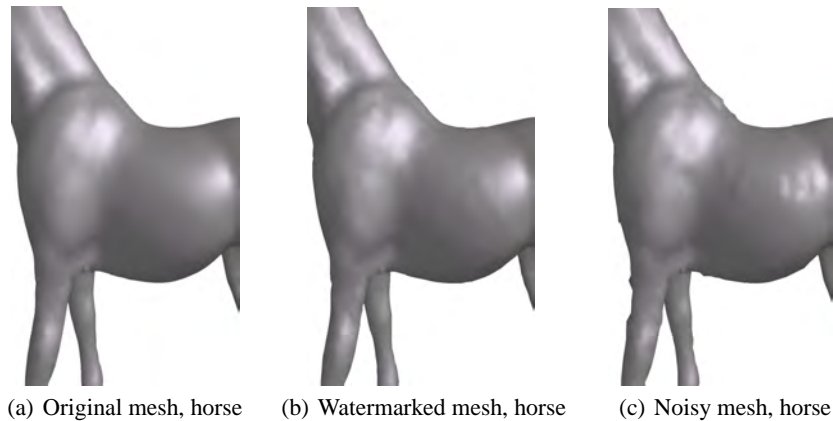 (a) Original mesh, horse
(b) Watermarked mesh, horse
(c) Noisy mesh, horse